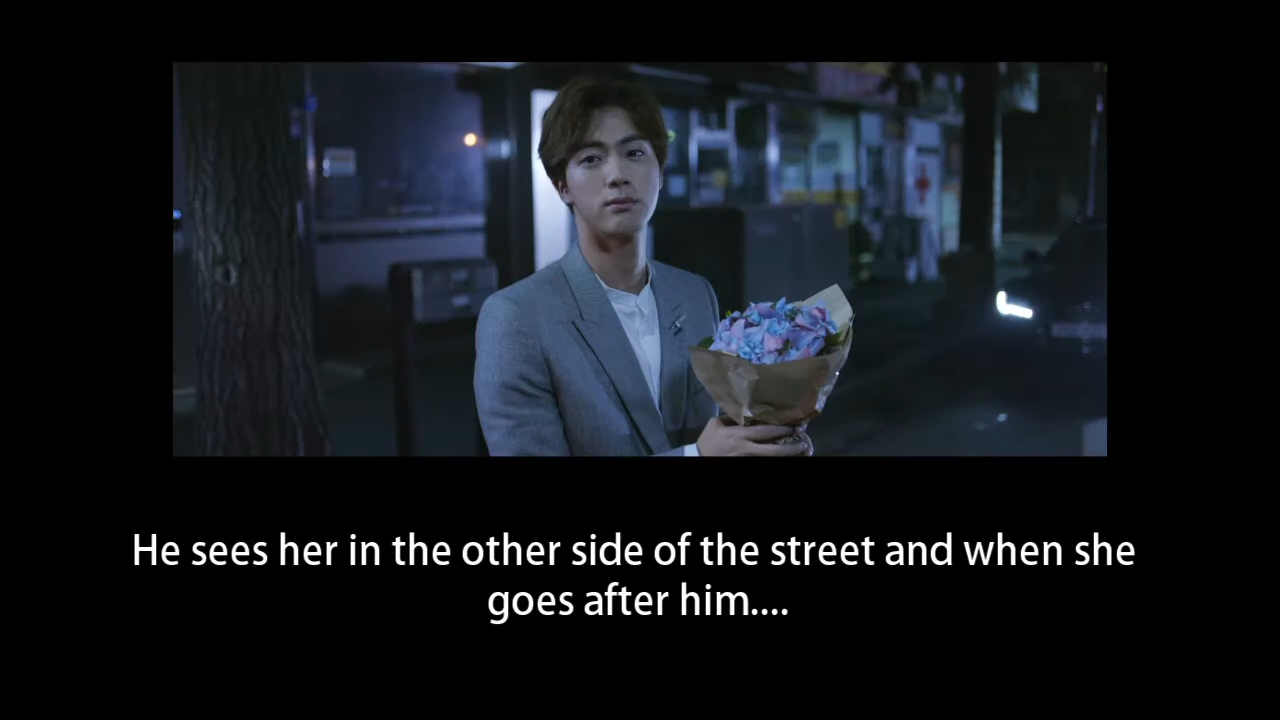 He sees her in the other side of the street and when she
goes after him....